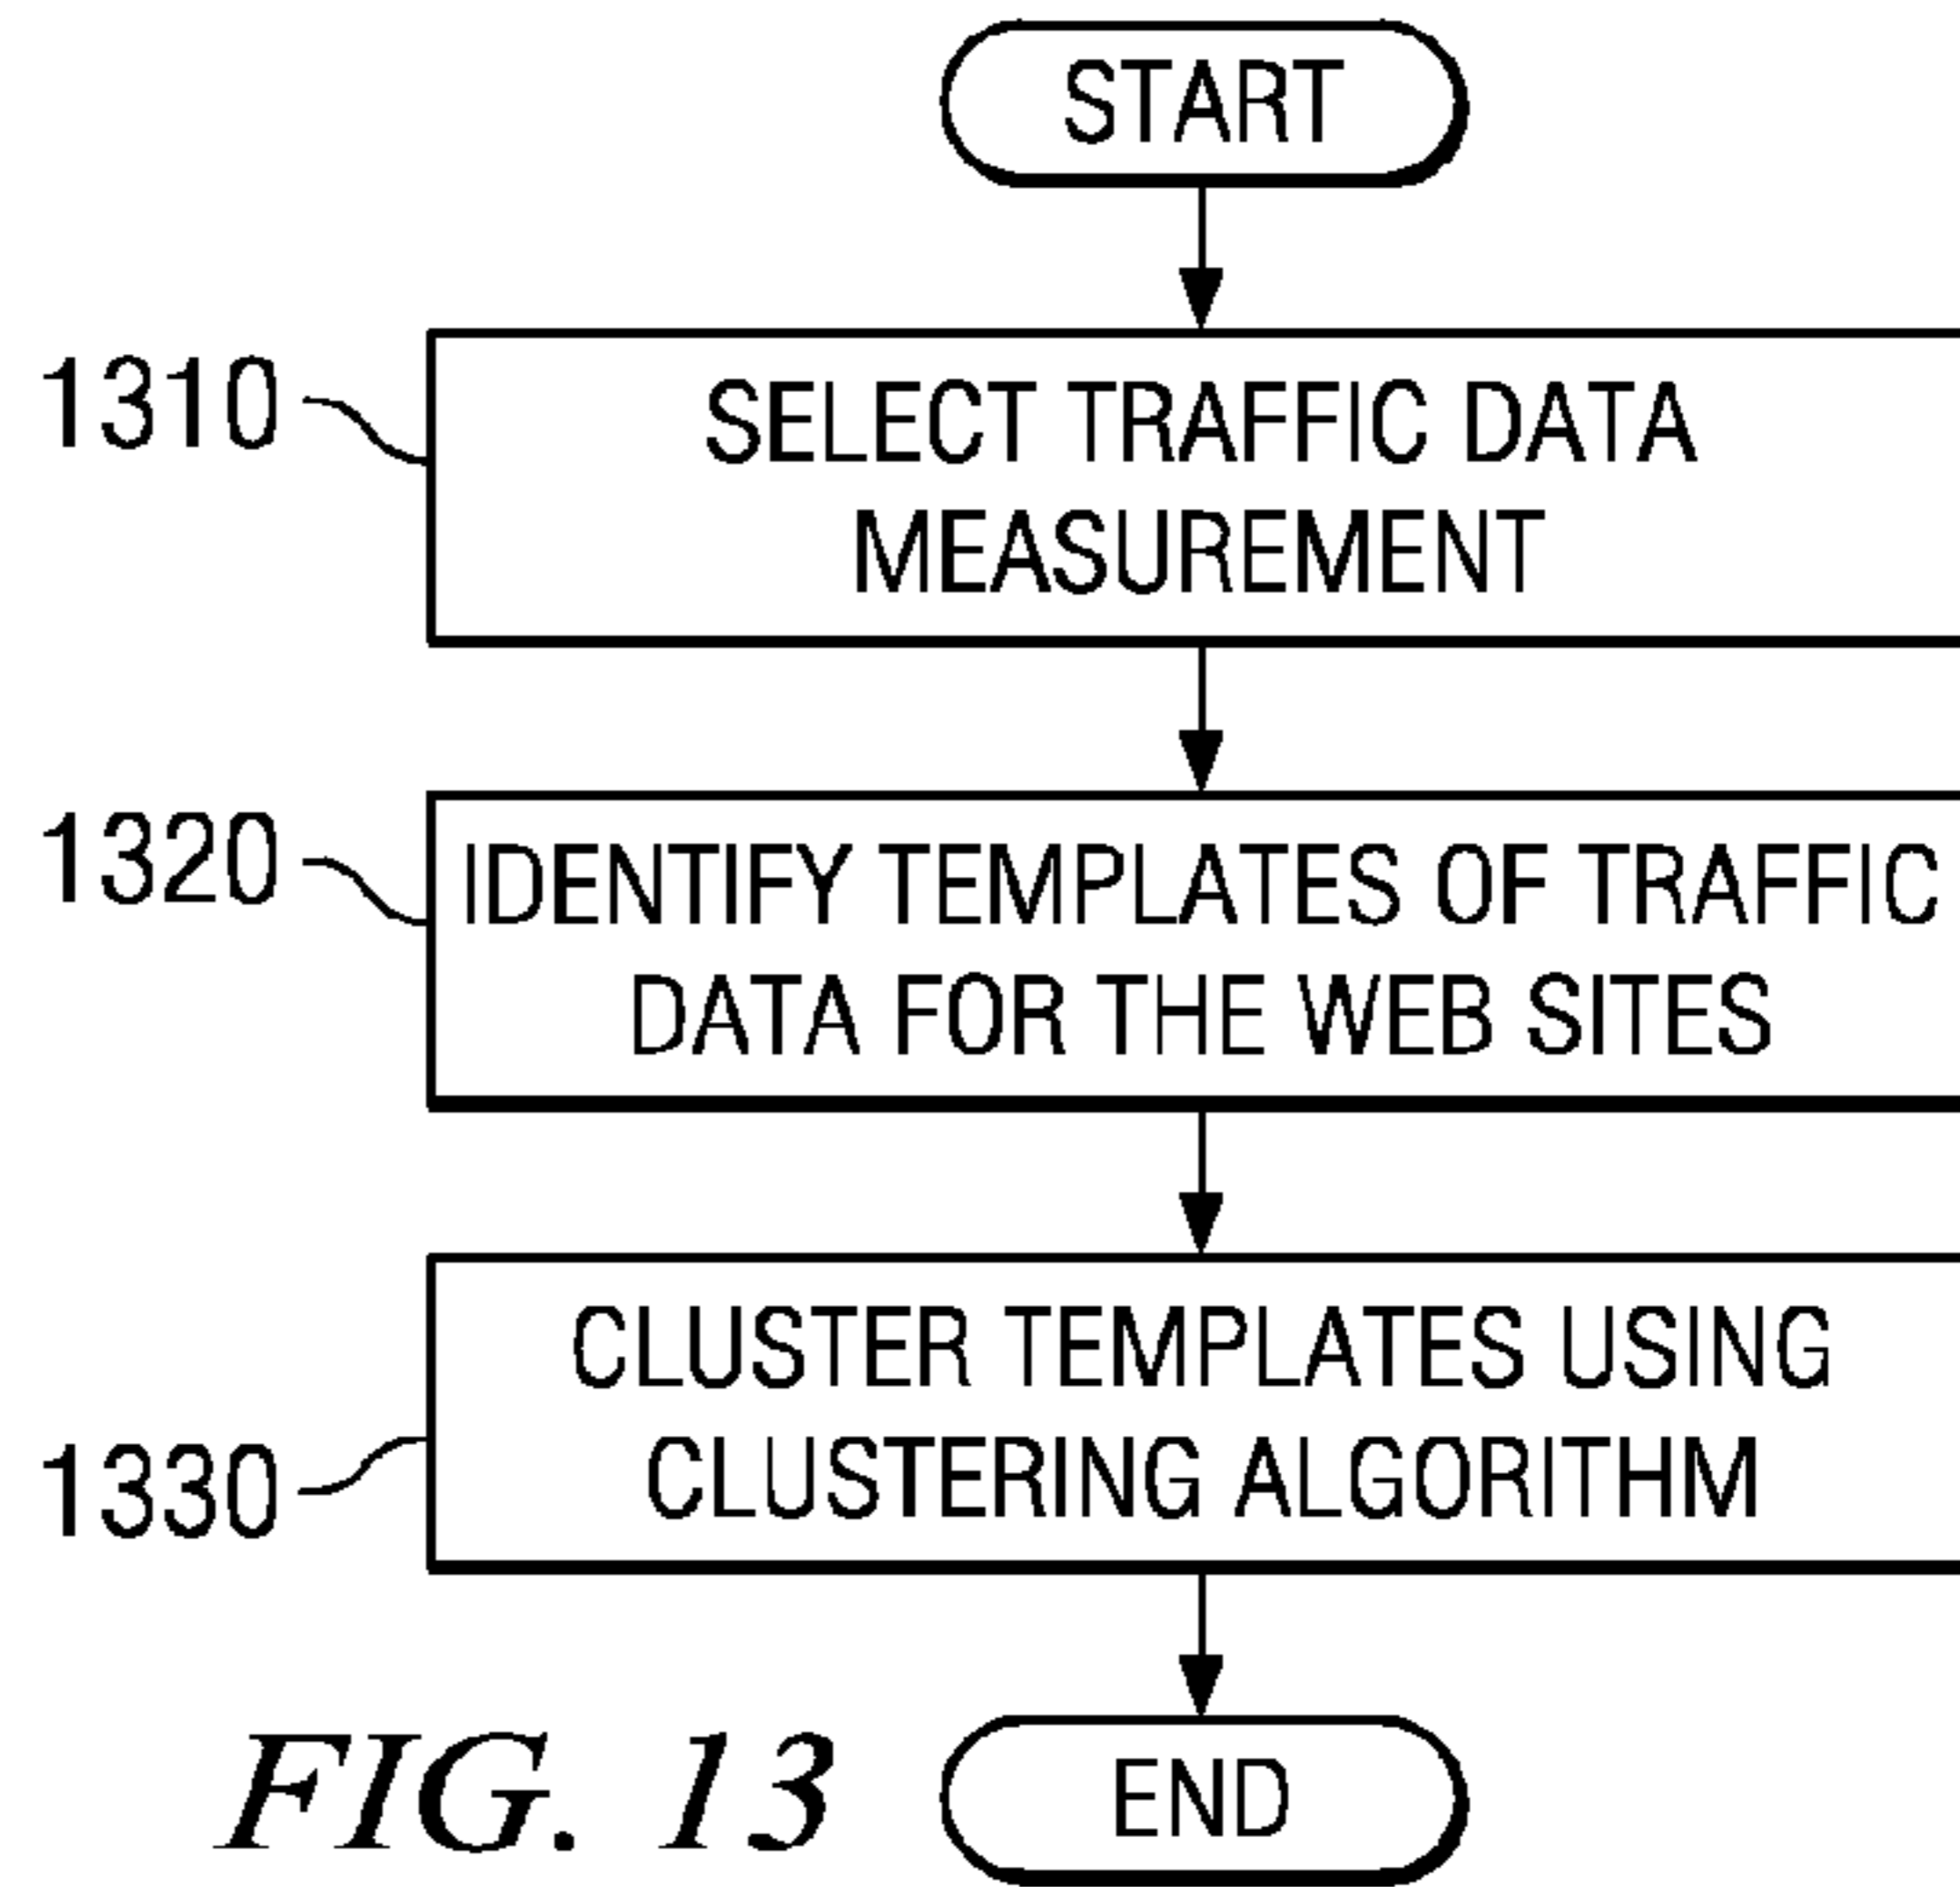 START
1310
SELECT TRAFFIC DATA
MEASUREMENT
1320
IDENTIFY TEMPLATES OF TRAFFIC
DATA FOR THE WEB SITES
CLUSTER TEMPLATES USING
CLUSTERING ALGORITHM
1330
FIG. 13
END